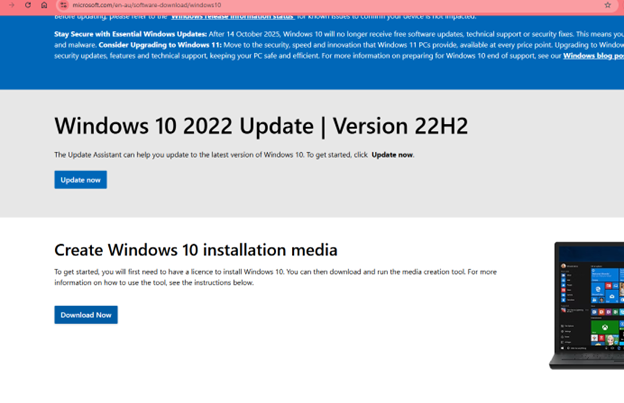 microsoft.com/en-au/software-download/windows10
Before updating, please refer to the Windows release information status for known issues to confirm your device is not impacted.
Stay Secure with Essential Windows Updates: After 14 October 2025, Windows 10 will no longer receive free software updates, technical support or security fixes. This means you
and malware. Consider Upgrading to Windows 11: Move to the security, speed and innovation that Windows 11 PCs provide, available at every price point. Upgrading to Window
security updates, features and technical support, keeping your PC safe and efficient. For more information on preparing for Windows 10 end of support, see our Windows blog pos
Windows 10 2022 Update | Version 22H2
The Update Assistant can help you update to the latest version of Windows 10. To get started, click Update now.
Update now
Create Windows 10 installation media
To get started, you will first need to have a licence to install Windows 10. You can then download and run the media creation tool. For more
information on how to use the tool, see the instructions below.
Download Now